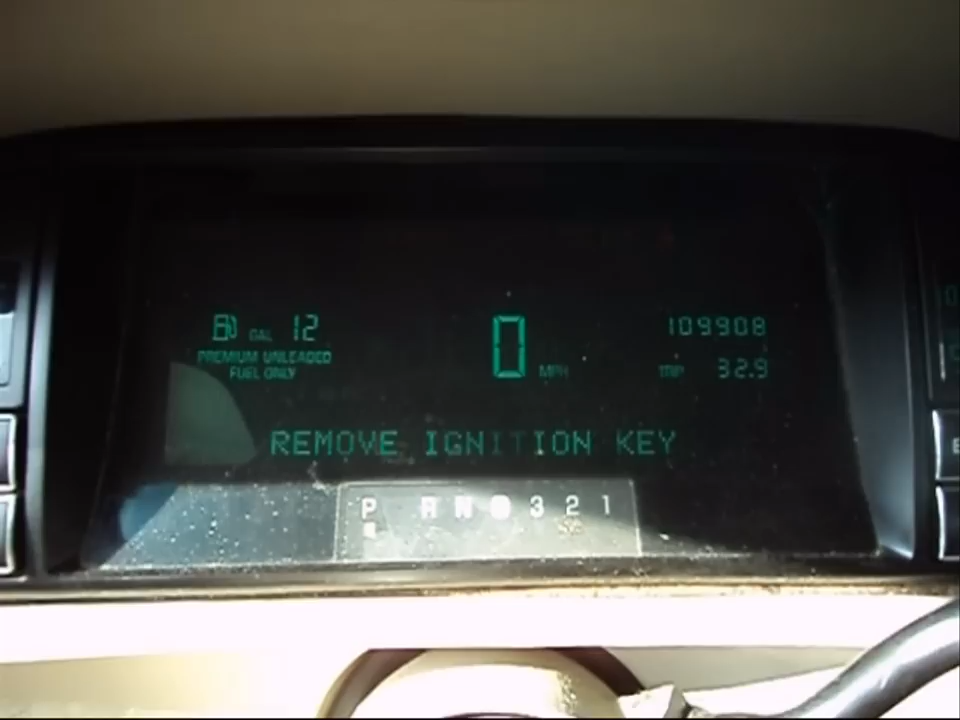 GAL 12
PREMIUM UNLEADED
FUEL ONLY
0 MPH
109908
TRIP 32.9
REMOVE IGNITION KEY
P R N 3 2 1